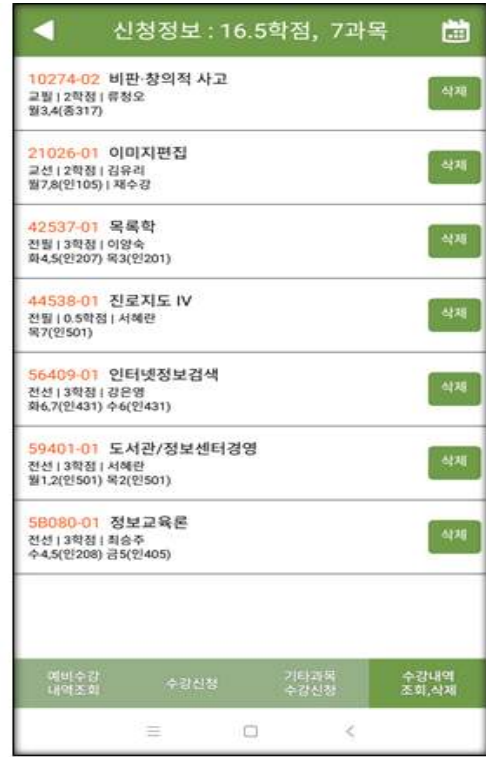 신청정보 : 16.5학점, 7과목
10274-02 비판·창의적 사고
교필 | 2학점 | 류청오
월3,4(종317)
삭제
21026-01 이미지편집
교선 | 2학점 | 김유리
월7,8(인105) | 재수강
삭제
42537-01 목록학
전필 | 3학점 | 이양숙
화4,5(인207) 목3(인201)
삭제
44538-01 진로지도 IV
전필 | 0.5학점 | 서혜란
목7(인501)
삭제
56409-01 인터넷정보검색
전선 | 3학점 | 강은영
화6,7(인431) 수6(인431)
삭제
59401-01 도서관/정보센터경영
전선 | 3학점 | 서혜란
월1,2(인501) 목2(인501)
삭제
5B080-01 정보교육론
전선 | 3학점 | 최승주
수4,5(인208) 금5(인405)
삭제
예비수강
내역조회
수강신청
기타과목
수강신청
수강내역
조회,삭제